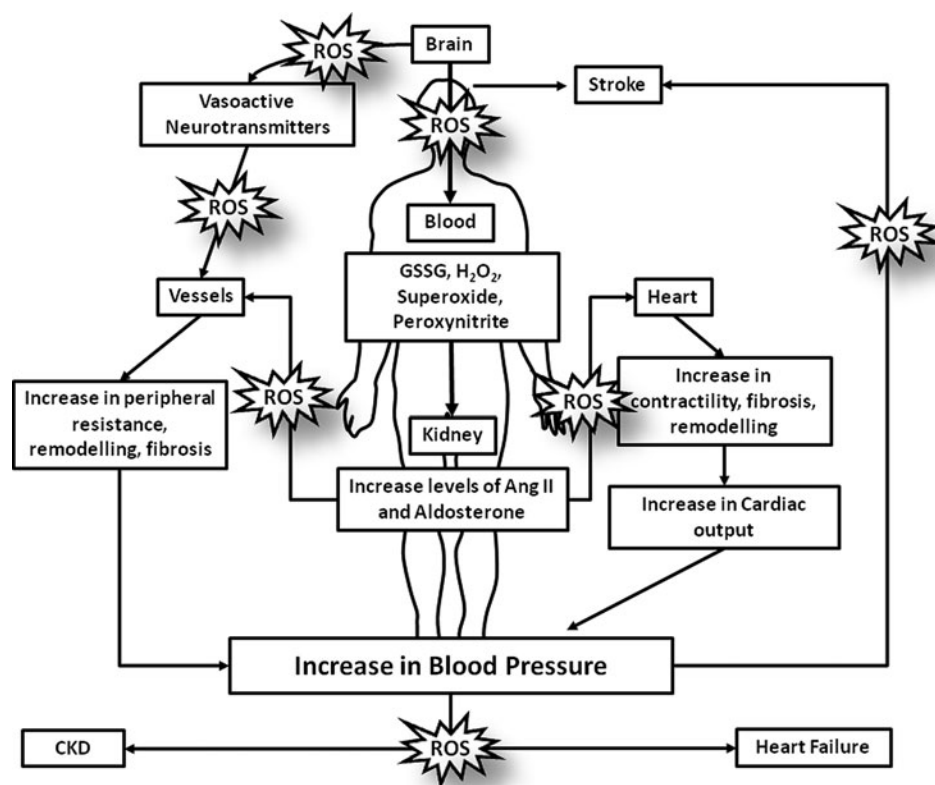 ROS
Brain
Stroke
Vasoactive
Neurotransmitters
ROS
ROS
Blood
ROS
GSSG, H₂O₂,
Superoxide,
Peroxynitrite
Vessels
Heart
Increase in peripheral
resistance,
remodelling, fibrosis
ROS
ROS
Increase in
contractility, fibrosis,
remodelling
Kidney
Increase levels of Ang II
and Aldosterone
Increase in Cardiac
output
Increase in Blood Pressure
CKD
ROS
Heart Failure